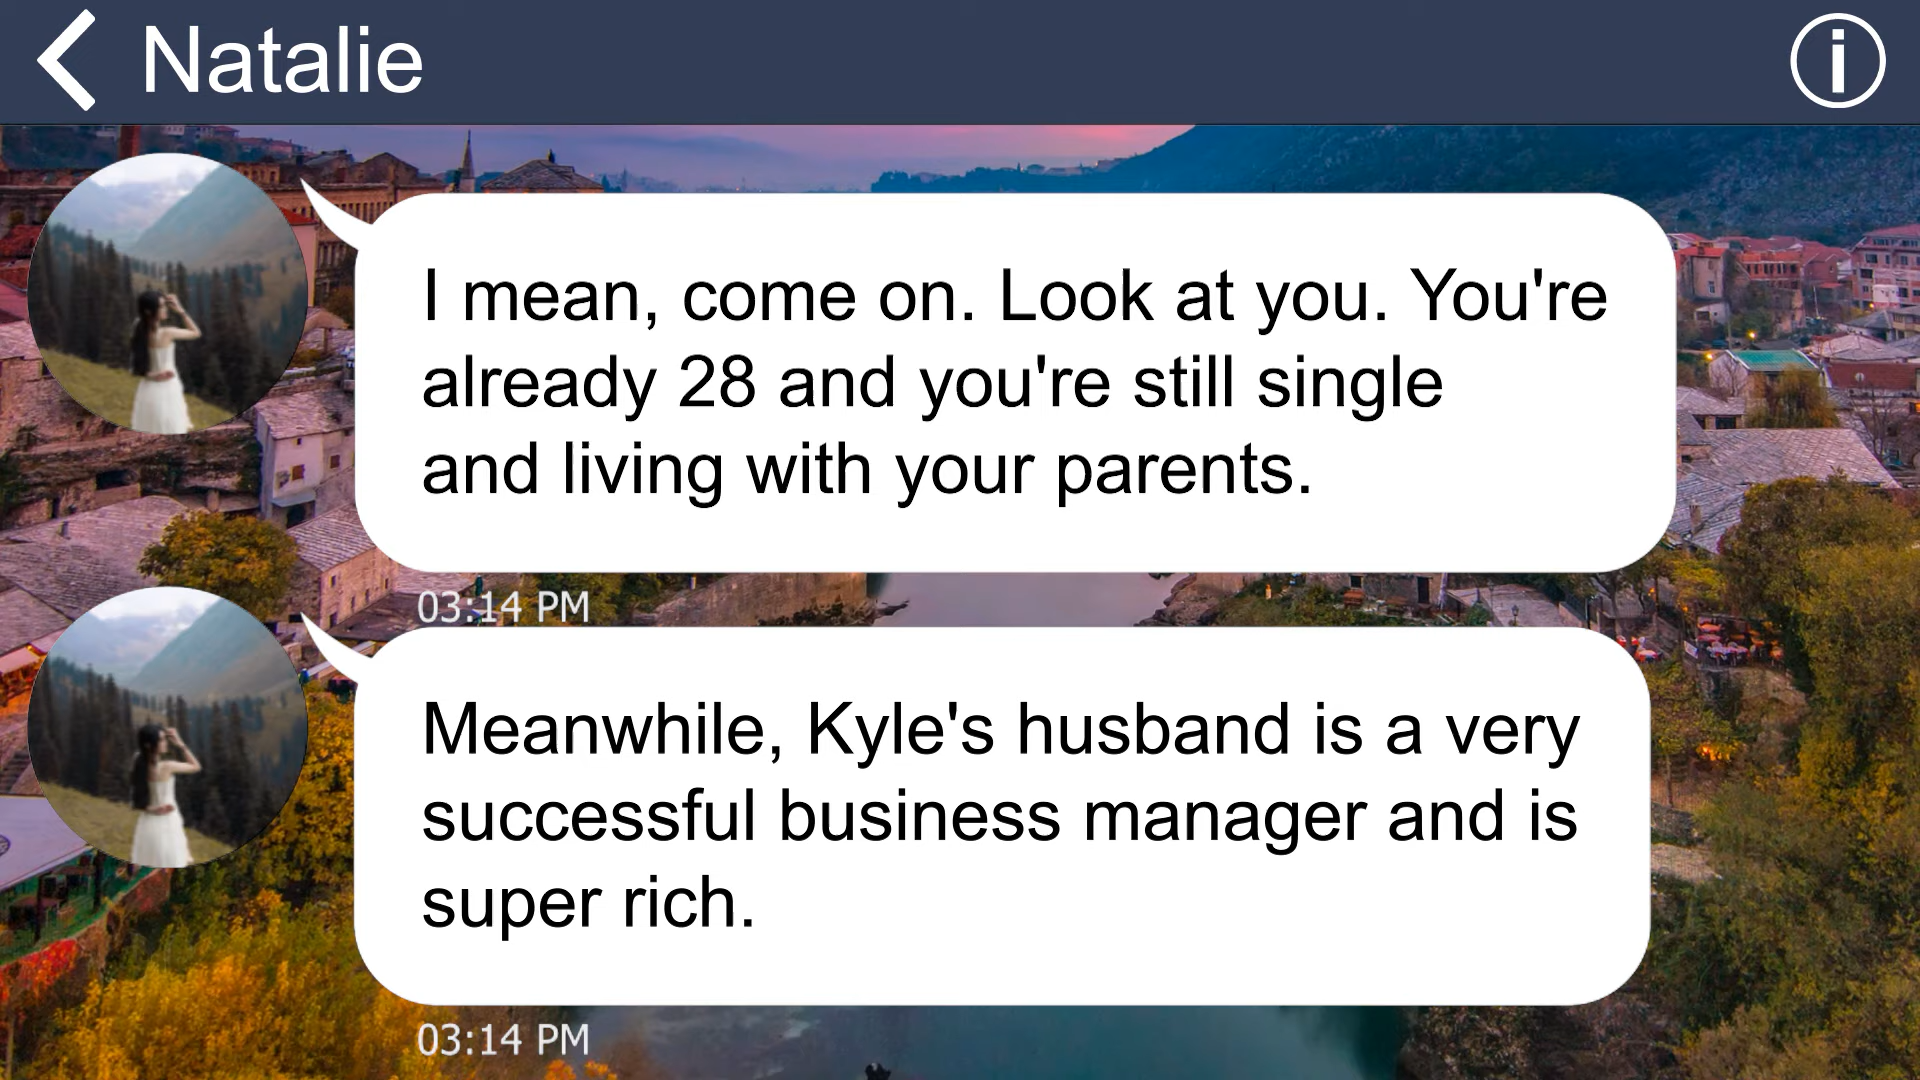 Natalie
I mean, come on. Look at you. You're
already 28 and you're still single
and living with your parents.
03:14 PM
Meanwhile, Kyle's husband is a very
successful business manager and is
super rich.
03:14 PM